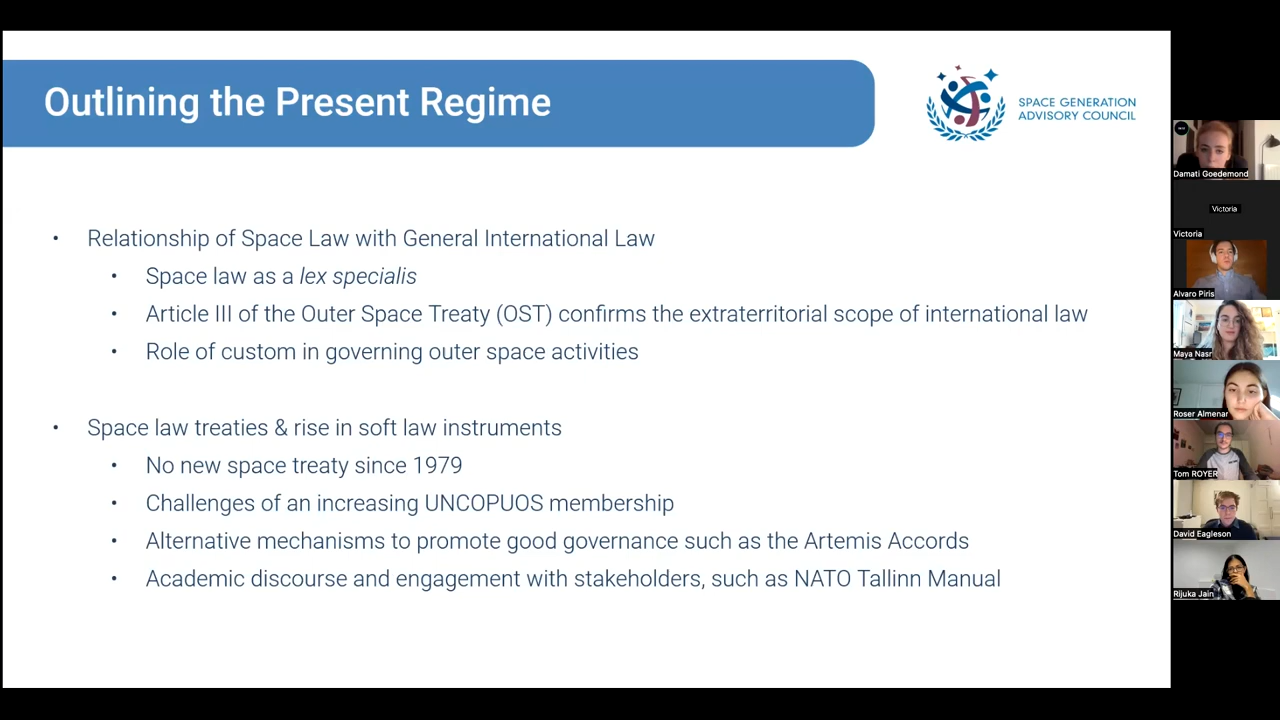 Outlining the Present Regime
SPACE GENERATION
ADVISORY COUNCIL
• Relationship of Space Law with General International Law
• Space law as a lex specialis
• Article III of the Outer Space Treaty (OST) confirms the extraterritorial scope of international law
• Role of custom in governing outer space activities
• Space law treaties & rise in soft law instruments
• No new space treaty since 1979
• Challenges of an increasing UNCOPUOS membership
• Alternative mechanisms to promote good governance such as the Artemis Accords
• Academic discourse and engagement with stakeholders, such as NATO Tallinn Manual
Damati Goedemond
Victoria
Victoria
Alvaro Piris
Maya Nasr
Roser Almenar
Tom ROYER
David Eagleson
Rijuka Jain